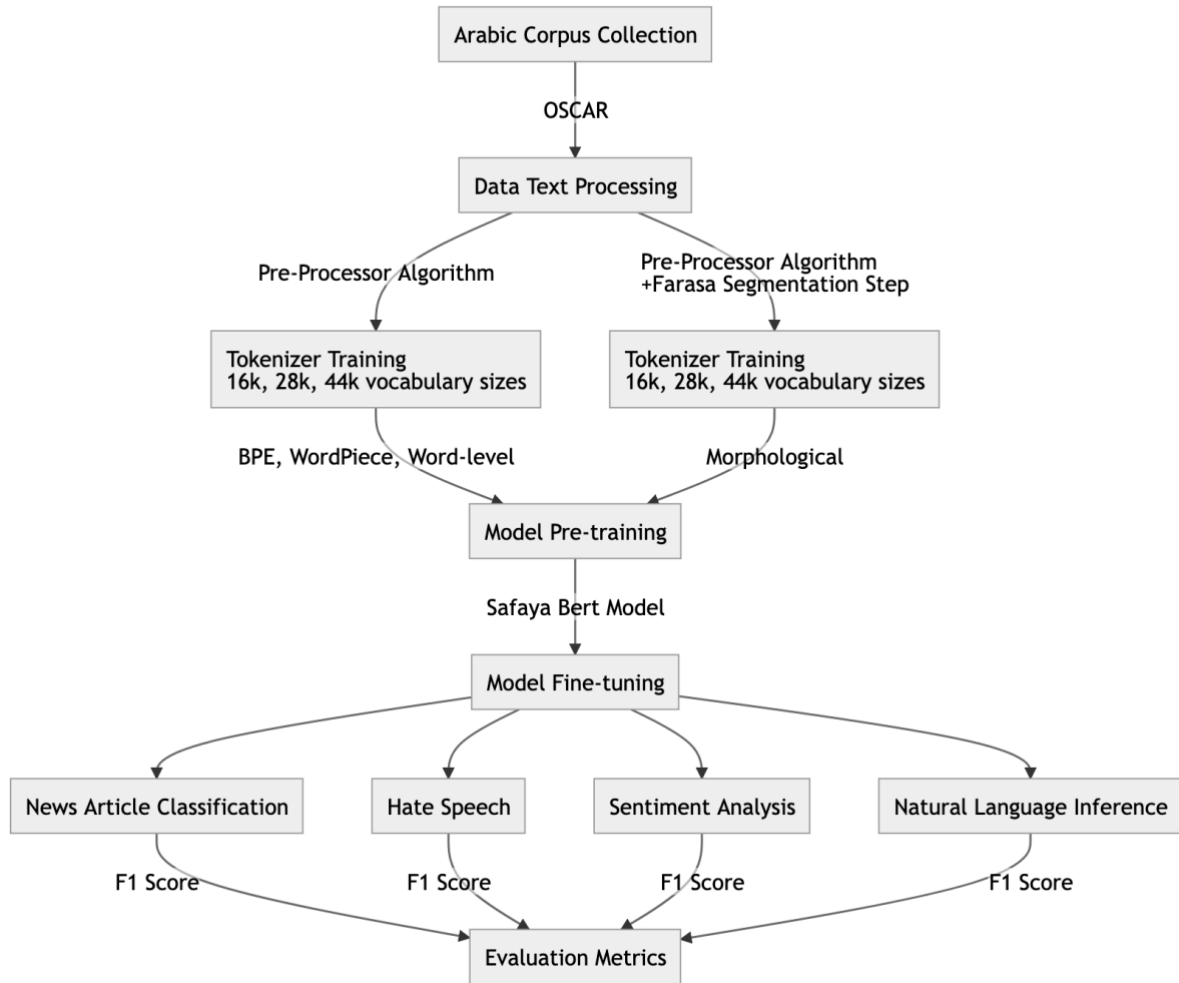 Arabic Corpus Collection
OSCAR
Data Text Processing
Pre-Processor Algorithm
Pre-Processor Algorithm
+Farasa Segmentation Step
Tokenizer Training
16k, 28k, 44k vocabulary sizes
Tokenizer Training
16k, 28k, 44k vocabulary sizes
BPE, WordPiece, Word-level
Morphological
Model Pre-training
Safaya Bert Model
Model Fine-tuning
News Article Classification
Hate Speech
Sentiment Analysis
Natural Language Inference
F1 Score
F1 Score
F1 Score
F1 Score
Evaluation Metrics